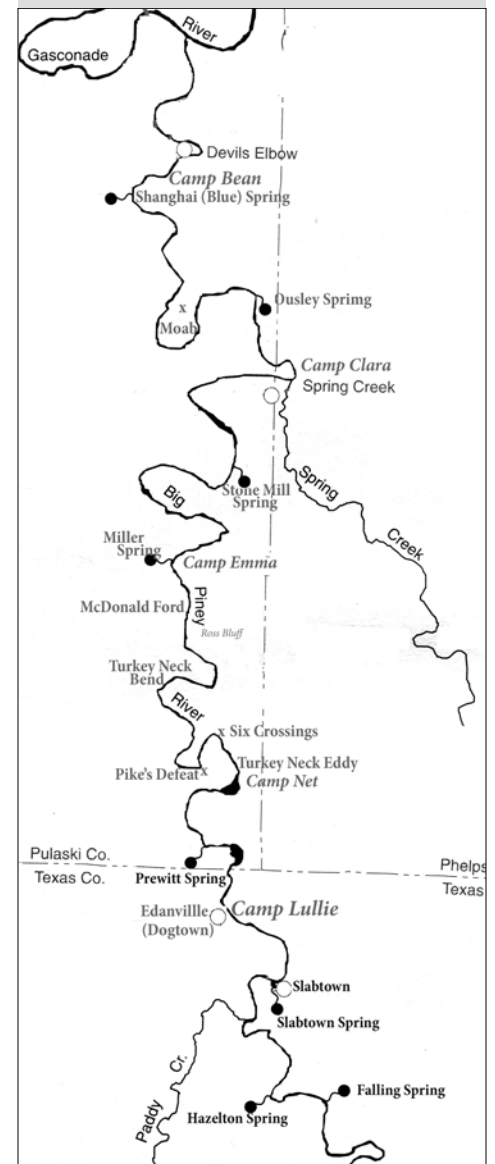 River
Gasconade
Devils Elbow
Camp Bean
Shanghai (Blue) Spring
Ousley Sprimg
x
Moab
Camp Clara
Spring Creek
Stone Mill
Spring
Big
Spring
Creek
Miller
Spring
Camp Emma
Piney
McDonald Ford
Ross Bluff
Turkey Neck
Bend
River
x Six Crossings
Turkey Neck Eddy
Pike's Defeat x
Camp Net
Pulaski Co.
Phelps
Texas Co.
Texas
Prewitt Spring
Camp Lullie
Edanvillle
(Dogtown)
Slabtown
Slabtown Spring
Paddy Cr.
Falling Spring
Hazelton Spring